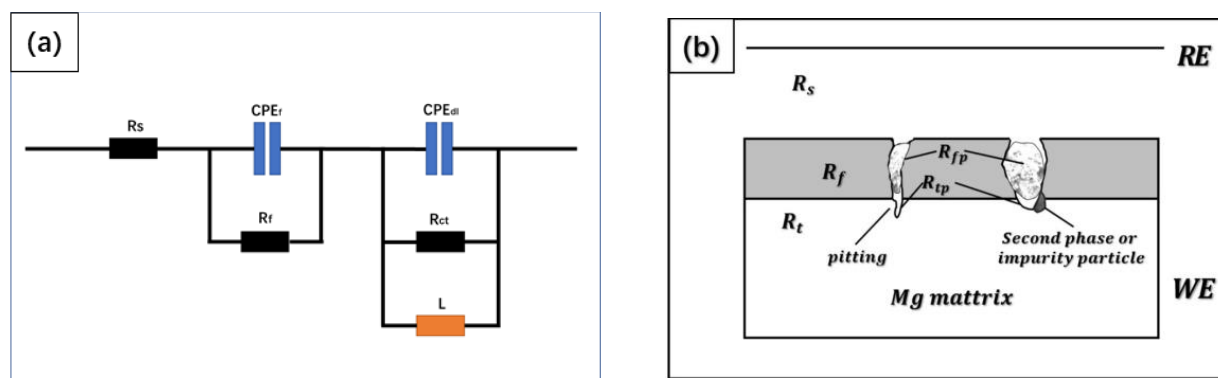 (a)
Rs
CPEf
CPEdl
Rf
Rct
L
(b)
RE
Rs
Rf
Rfp
Rtp
Rt
pitting
Second phase or
impurity particle
Mg mattrix
WE